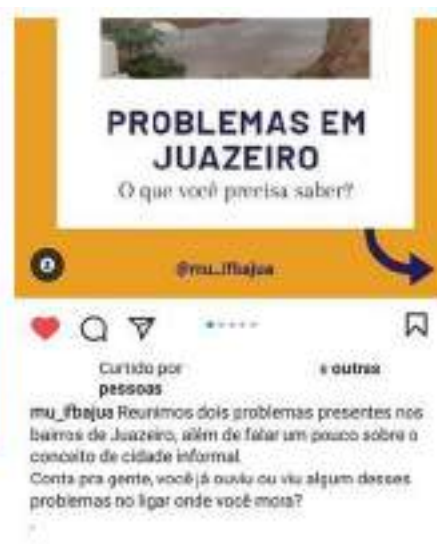 PROBLEMAS EM
JUAZEIRO
O que você precisa saber?
@mu_ifbajua
Curtido por e outras
pessoas
mu_ifbajua Reunimos dois problemas presentes nos
bairros de Juazeiro, além de falar um pouco sobre o
conceito de cidade informal.
Conta pra gente, você já ouviu ou viu algum desses
problemas no ligar onde você mora?